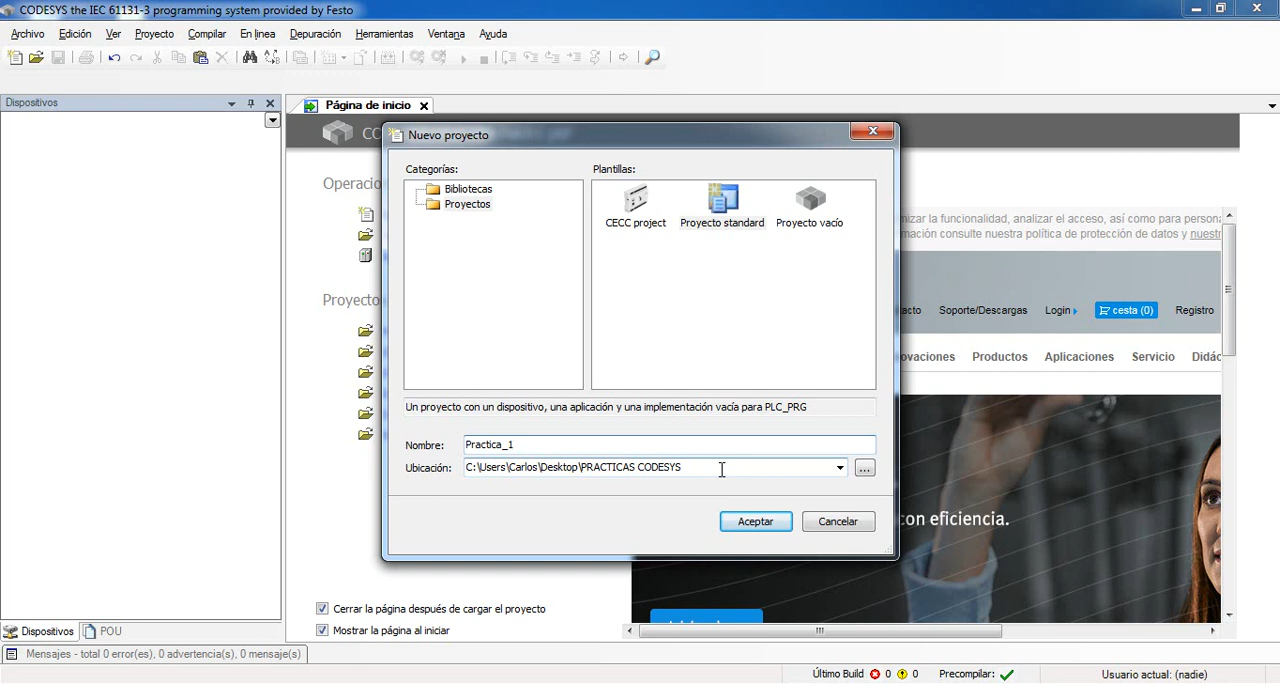 CODESYS the IEC 61131-3 programming system provided by Festo
Archivo Edición Ver Proyecto Compilar En línea Depuración Herramientas Ventana Ayuda
Dispositivos
Página de inicio
Nuevo proyecto
Categorías:
Bibliotecas
Proyectos
Plantillas:
CECC project
Proyecto standard
Proyecto vacío
Un proyecto con un dispositivo, una aplicación y una implementación vacía para PLC_PRG
Nombre: Practica_1
Ubicación: C:\Users\Carlos\Desktop\PRACTICAS CODESYS
...
Aceptar Cancelar
CO
Operacio
Proyecto
mizar la funcionalidad, analizar el acceso, así como para persona
mación consulte nuestra política de protección de datos y nuestr
tacto Soporte/Descargas Login cesta (0) Registro
ovaciones Productos Aplicaciones Servicio Didác
con eficiencia.
Cerrar la página después de cargar el proyecto
Mostrar la página al iniciar
Dispositivos POU
Mensajes - total 0 error(es), 0 advertencia(s), 0 mensaje(s)
Último Build 0 0 Precompilar: Usuario actual: (nadie)